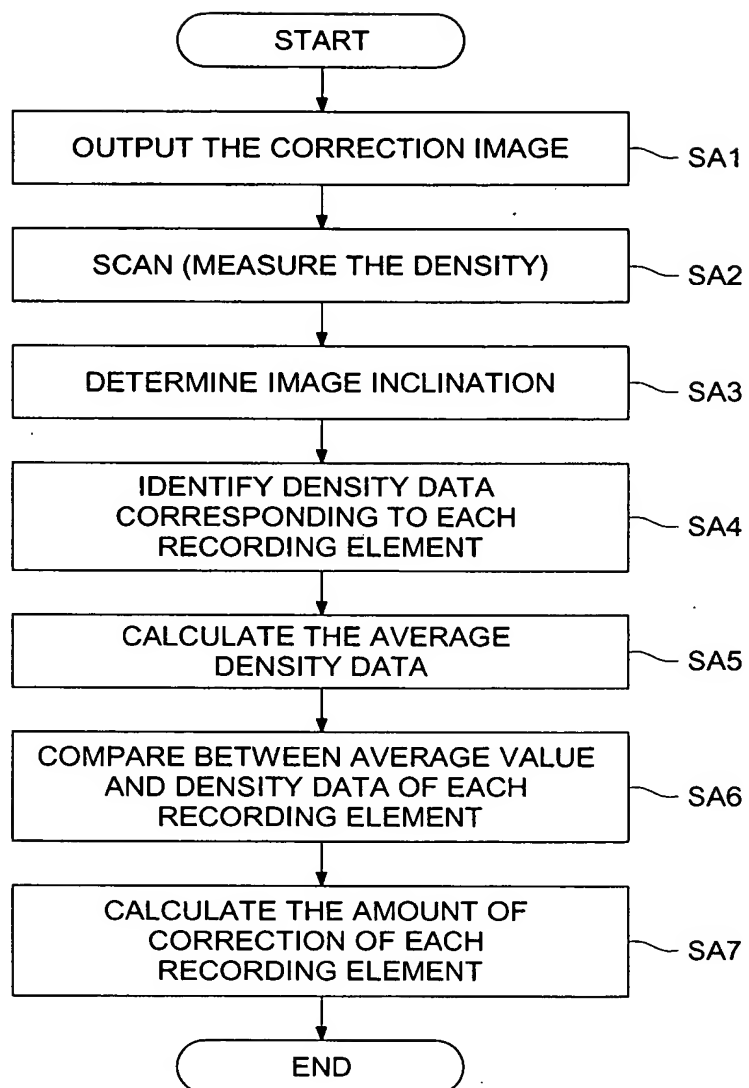 START
OUTPUT THE CORRECTION IMAGE
SA1
SCAN (MEASURE THE DENSITY)
SA2
DETERMINE IMAGE INCLINATION
SA3
IDENTIFY DENSITY DATA
CORRESPONDING TO EACH
RECORDING ELEMENT
SA4
CALCULATE THE AVERAGE
DENSITY DATA
SA5
COMPARE BETWEEN AVERAGE VALUE
AND DENSITY DATA OF EACH
RECORDING ELEMENT
SA6
CALCULATE THE AMOUNT OF
CORRECTION OF EACH
RECORDING ELEMENT
SA7
END